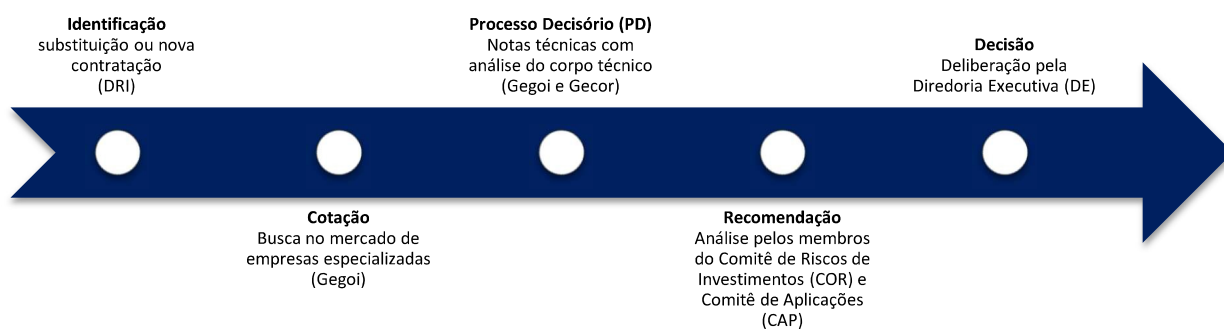 Identificação
substituição ou nova
contratação
(DRI)
Cotação
Busca no mercado de
empresas especializadas
(Gegoi)
Processo Decisório (PD)
Notas técnicas com
análise do corpo técnico
(Gegoi e Gecor)
Recomendação
Análise pelos membros
do Comitê de Riscos de
Investimentos (COR) e
Comitê de Aplicações
(CAP)
Decisão
Deliberação pela
Diredoria Executiva (DE)